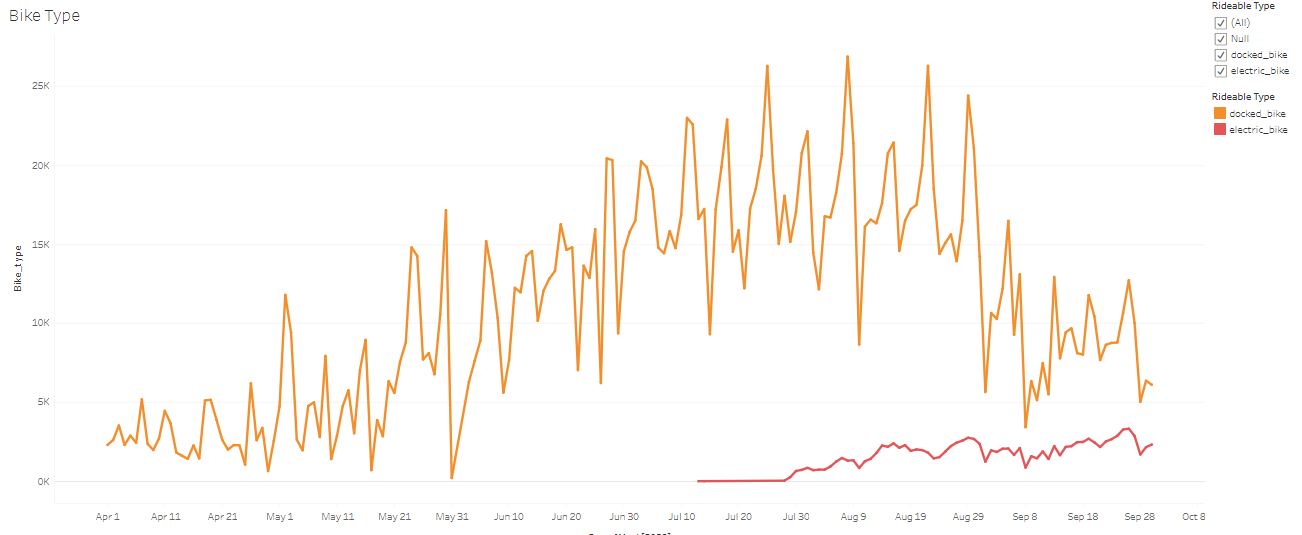 Bike Type
Rideable Type
(All)
Null
docked_bike
electric_bike
Rideable Type
docked_bike
electric_bike
Bike_type
25K
20K
15K
10K
5K
0K
Apr 1 Apr 11 Apr 21 May 1 May 11 May 21 May 31 Jun 10 Jun 20 Jun 30 Jul 10 Jul 20 Jul 30 Aug 9 Aug 19 Aug 29 Sep 8 Sep 18 Sep 28 Oct 8